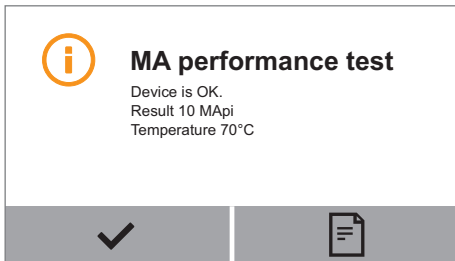 MA performance test
Device is OK.
Result 10 MApi
Temperature 70°C